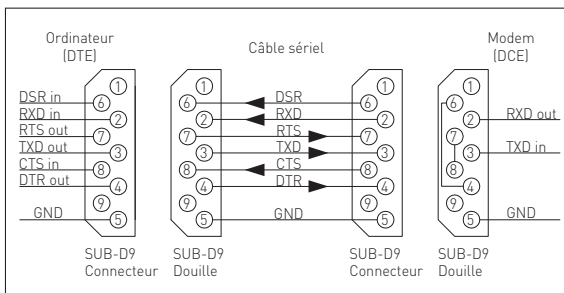 Ordinateur
(DTE)
Câble sériel
Modem
(DCE)
DSR in
RXD in
RTS out
TXD out
CTS in
DTR out
GND
1
6
2
7
3
8
4
9
5
1
6
2
7
3
8
4
9
5
DSR
RXD
RTS
TXD
CTS
DTR
GND
1
6
2
7
3
8
4
9
5
1
6
2
7
3
8
4
9
5
RXD out
TXD in
GND
SUB-D9
Connecteur
SUB-D9
Douille
SUB-D9
Connecteur
SUB-D9
Douille